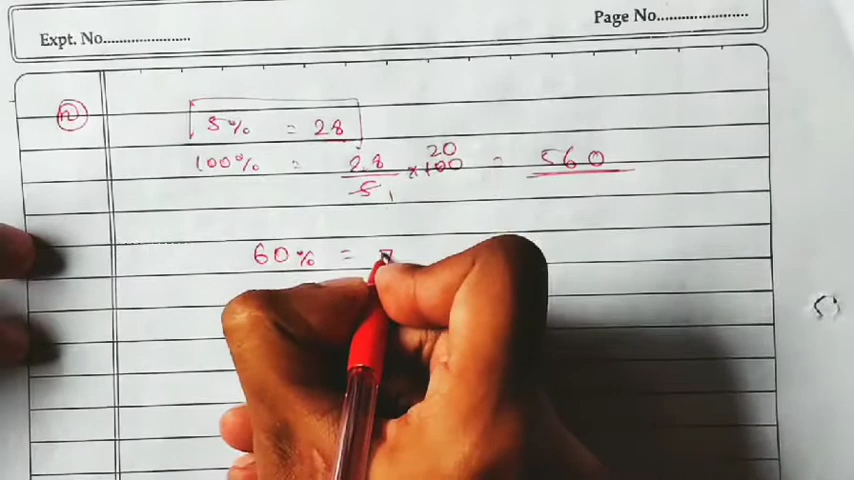 Expt. No....................... Page No.......................
5% = 28
100% = 28/5 x 100 20 = 560
1
60% =